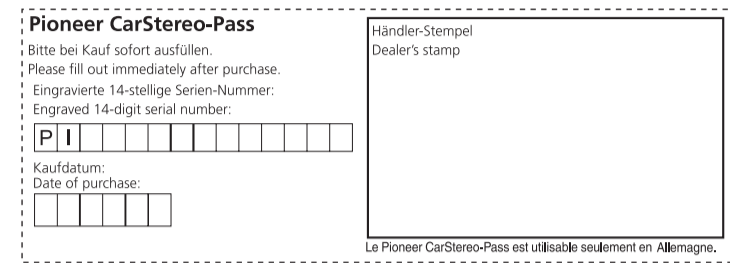 Pioneer CarStereo-Pass
Bitte bei Kauf sofort ausfüllen.
Please fill out immediately after purchase.
Eingravierte 14-stellige Serien-Nummer:
Engraved 14-digit serial number:
P I
Kaufdatum:
Date of purchase:
Händler-Stempel
Dealer's stamp
Le Pioneer CarStereo-Pass est utilisable seulement en Allemagne.